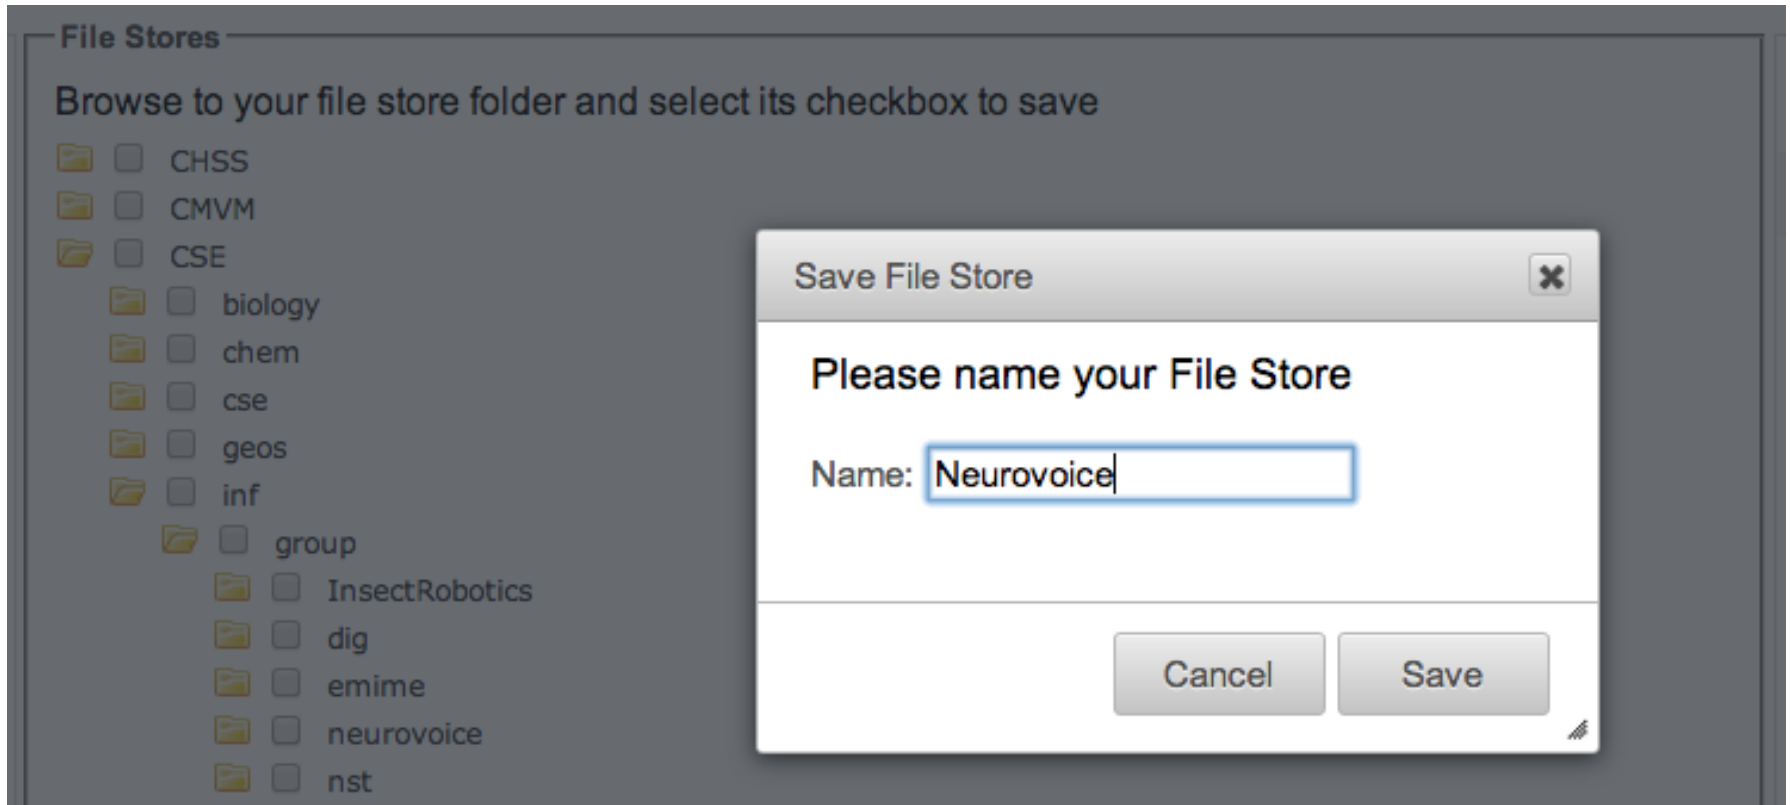 File Stores
Browse to your file store folder and select its checkbox to save
CHSS
CMVM
CSE
biology
chem
cse
geos
inf
group
InsectRobotics
dig
emime
neurovoice
nst
Save File Store
Please name your File Store
Name: Neurovoice
Cancel Save